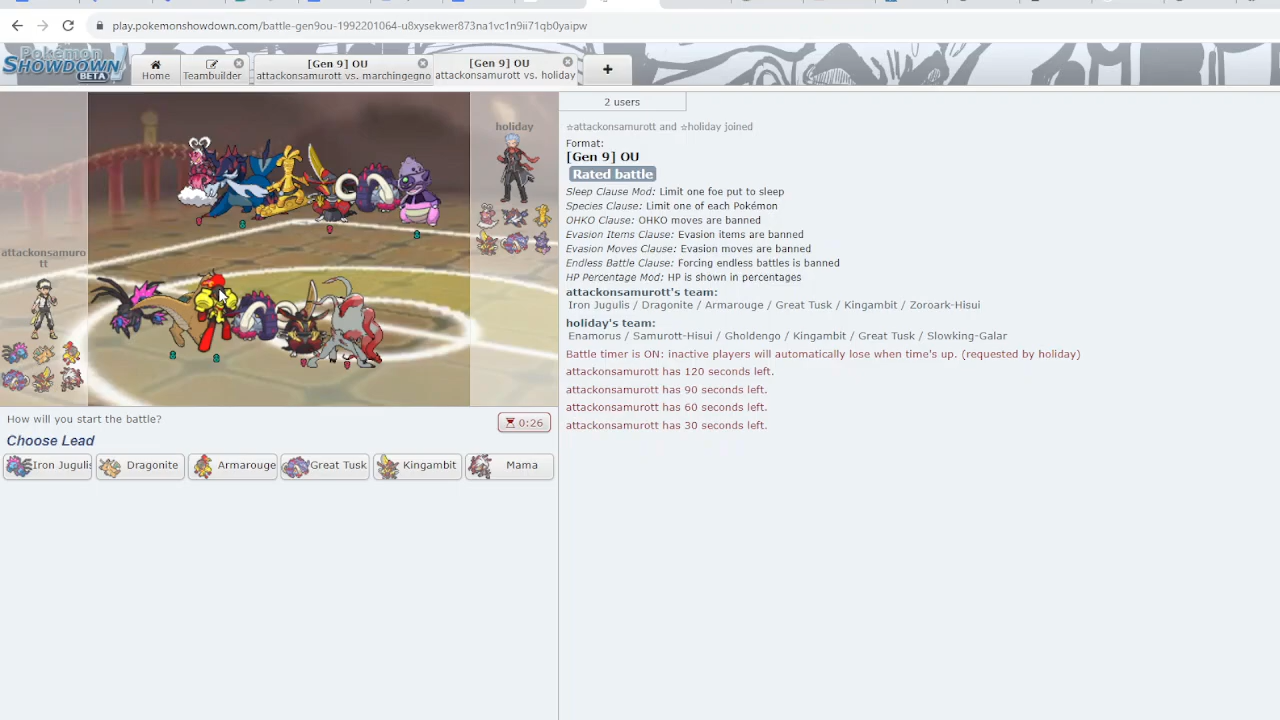 play.pokemonshowdown.com/battle-gen9ou-1992201064-u8xysekwer873na1vc1n9ii71qb0yaipw
Pokémon
SHOWDOWN
BETA
Home
Teambuilder
[Gen 9] OU
attackonsamurott vs. marchingegno
[Gen 9] OU
attackonsamurott vs. holiday
+
2 users
☆attackonsamurott and ☆holiday joined
Format:
[Gen 9] OU
Rated battle
Sleep Clause Mod: Limit one foe put to sleep
Species Clause: Limit one of each Pokémon
OHKO Clause: OHKO moves are banned
Evasion Items Clause: Evasion items are banned
Evasion Moves Clause: Evasion moves are banned
Endless Battle Clause: Forcing endless battles is banned
HP Percentage Mod: HP is shown in percentages
attackonsamurott's team:
Iron Jugulis / Dragonite / Armarouge / Great Tusk / Kingambit / Zoroark-Hisui
holiday's team:
Enamorus / Samurott-Hisui / Gholdengo / Kingambit / Great Tusk / Slowking-Galar
Battle timer is ON: inactive players will automatically lose when time's up. (requested by holiday)
attackonsamurott has 120 seconds left.
attackonsamurott has 90 seconds left.
attackonsamurott has 60 seconds left.
attackonsamurott has 30 seconds left.
holiday
attackonsamuro
tt
How will you start the battle?
0:26
Choose Lead
Iron Jugulis
Dragonite
Armarouge
Great Tusk
Kingambit
Mama